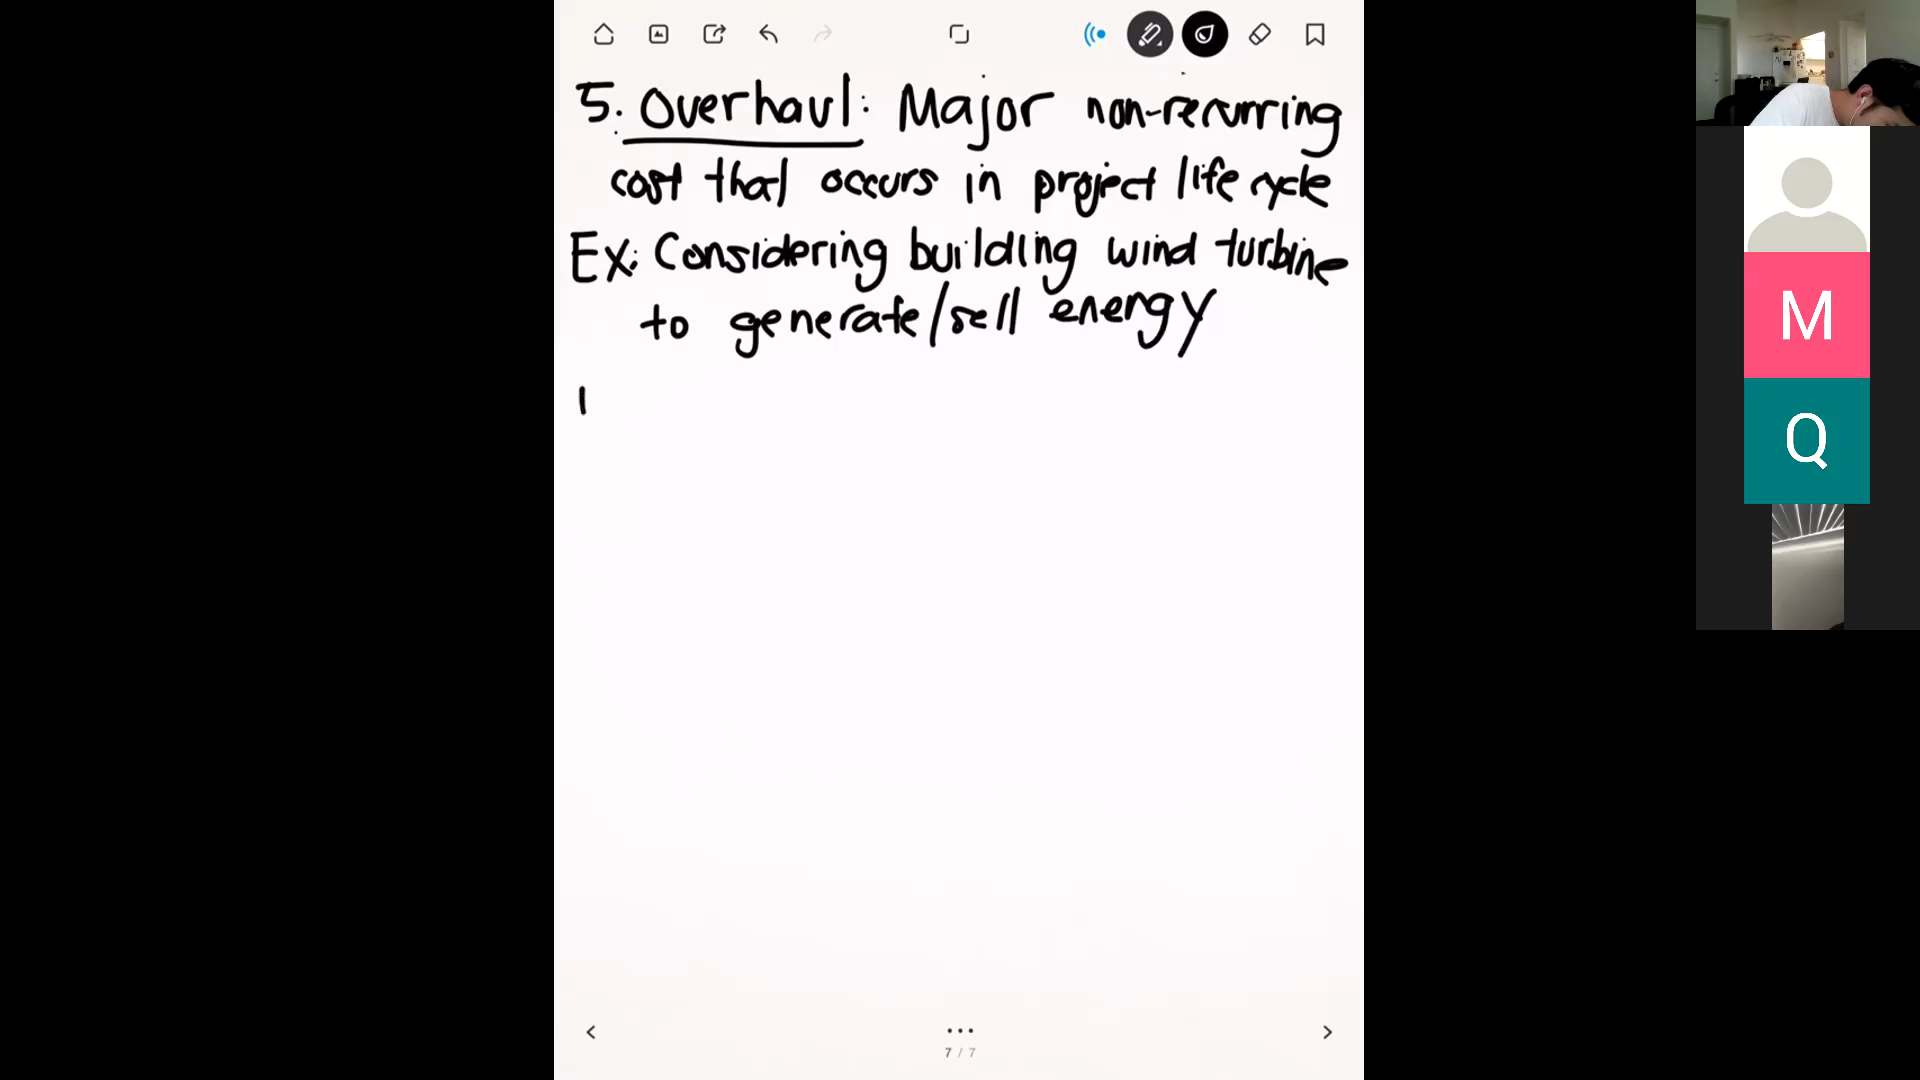 5. Overhaul: Major non-recurring
cost that occurs in project life cycle
Ex: Considering building wind turbine
to generate/sell energy
I
M
Q
7 / 7